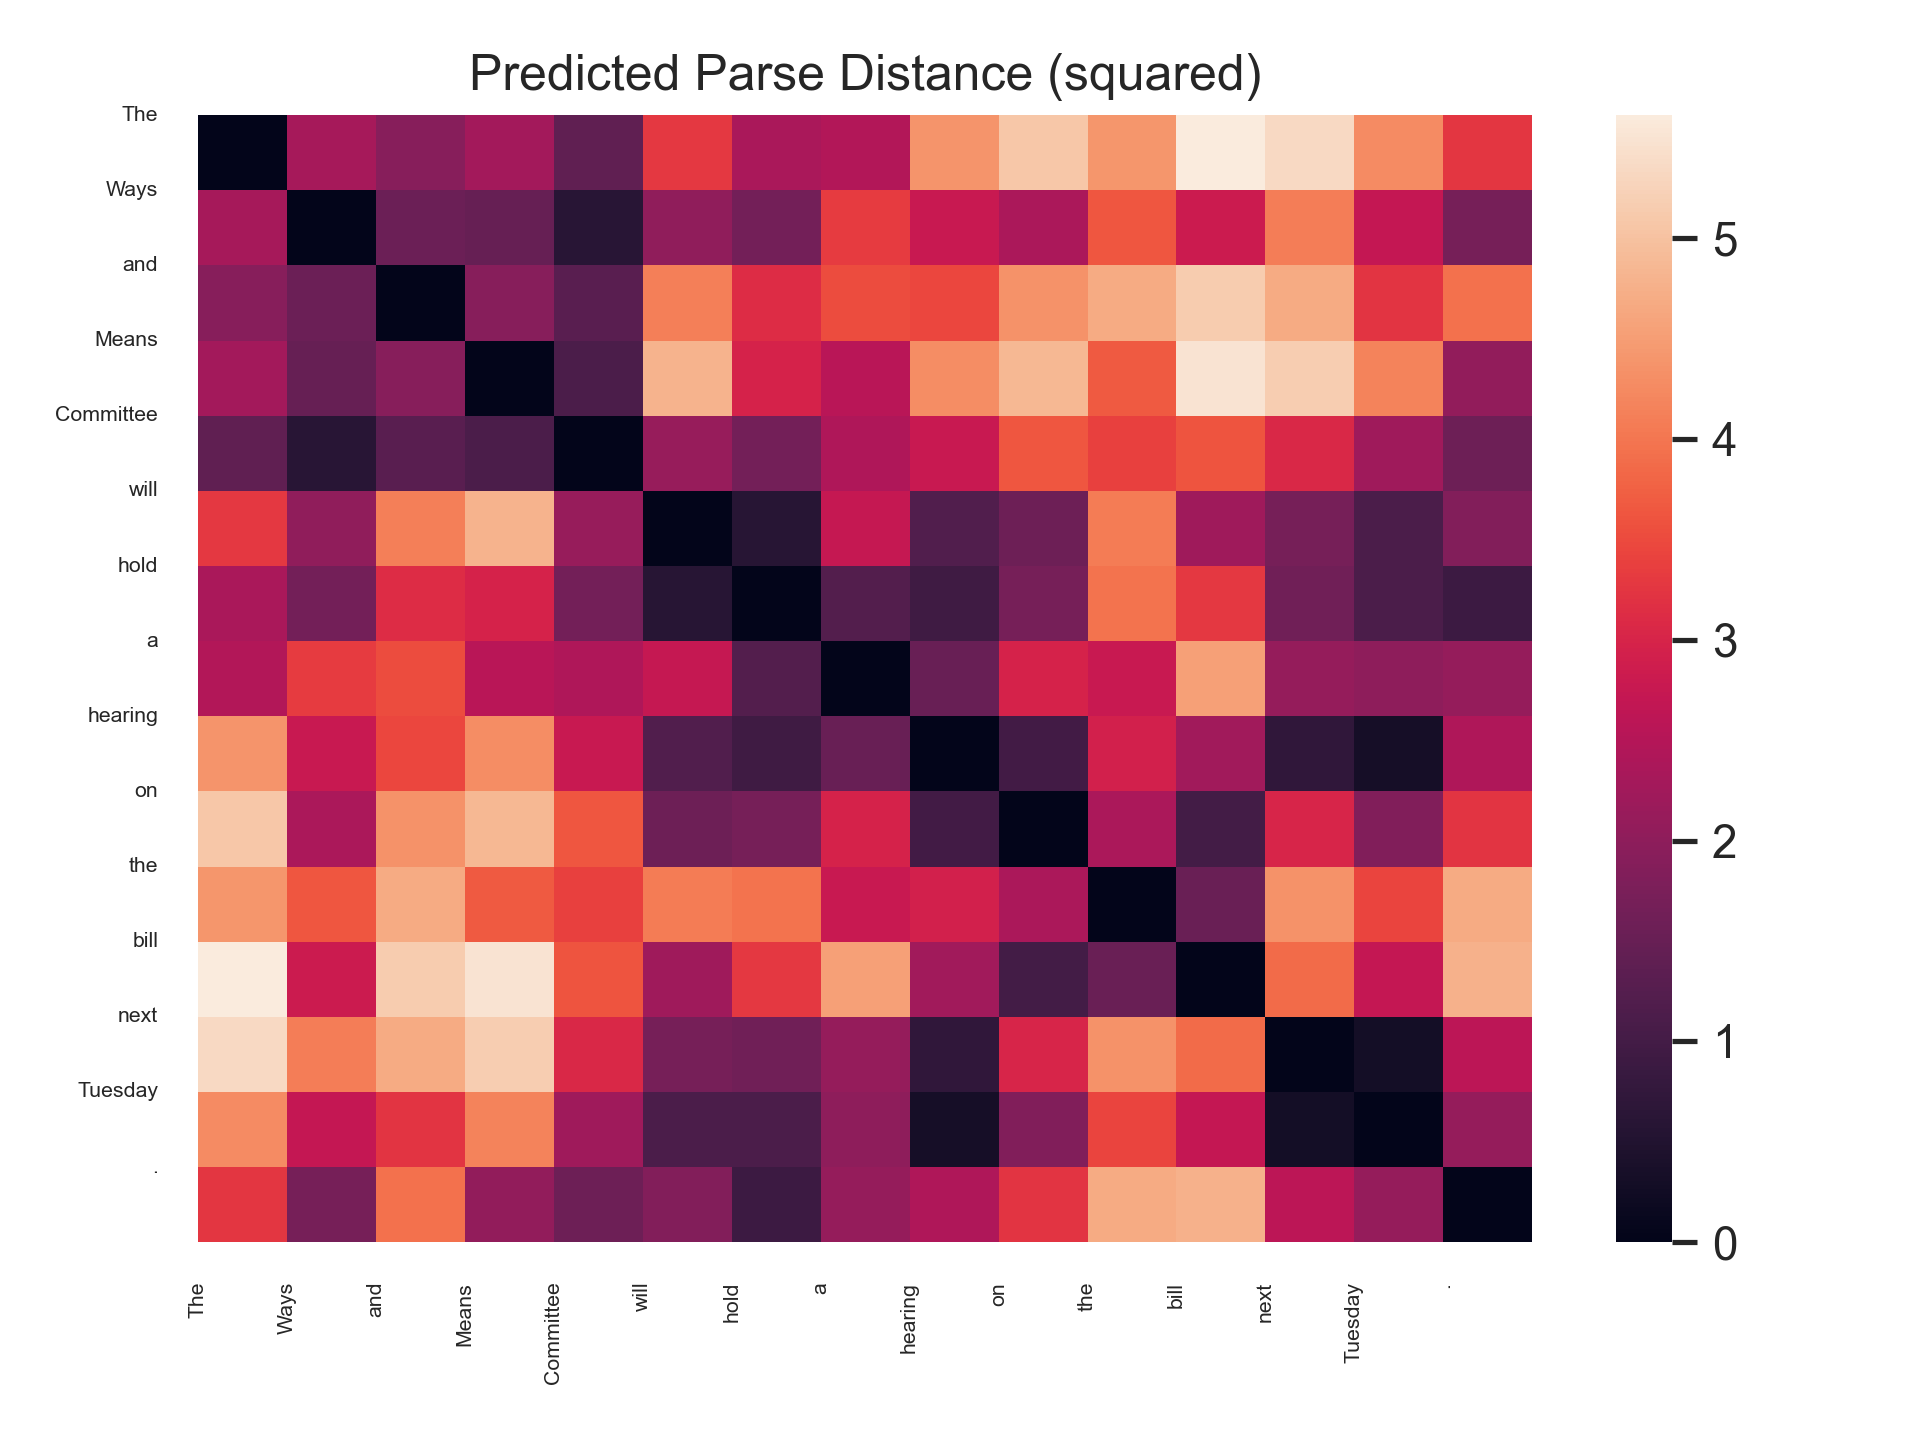 Predicted Parse Distance (squared)
The
Ways
and
Means
Committee
will
hold
a
hearing
on
the
bill
next
Tuesday
.
5
4
3
2
1
0
The
Ways
and
Means
Committee
will
hold
a
hearing
on
the
bill
next
Tuesday
.